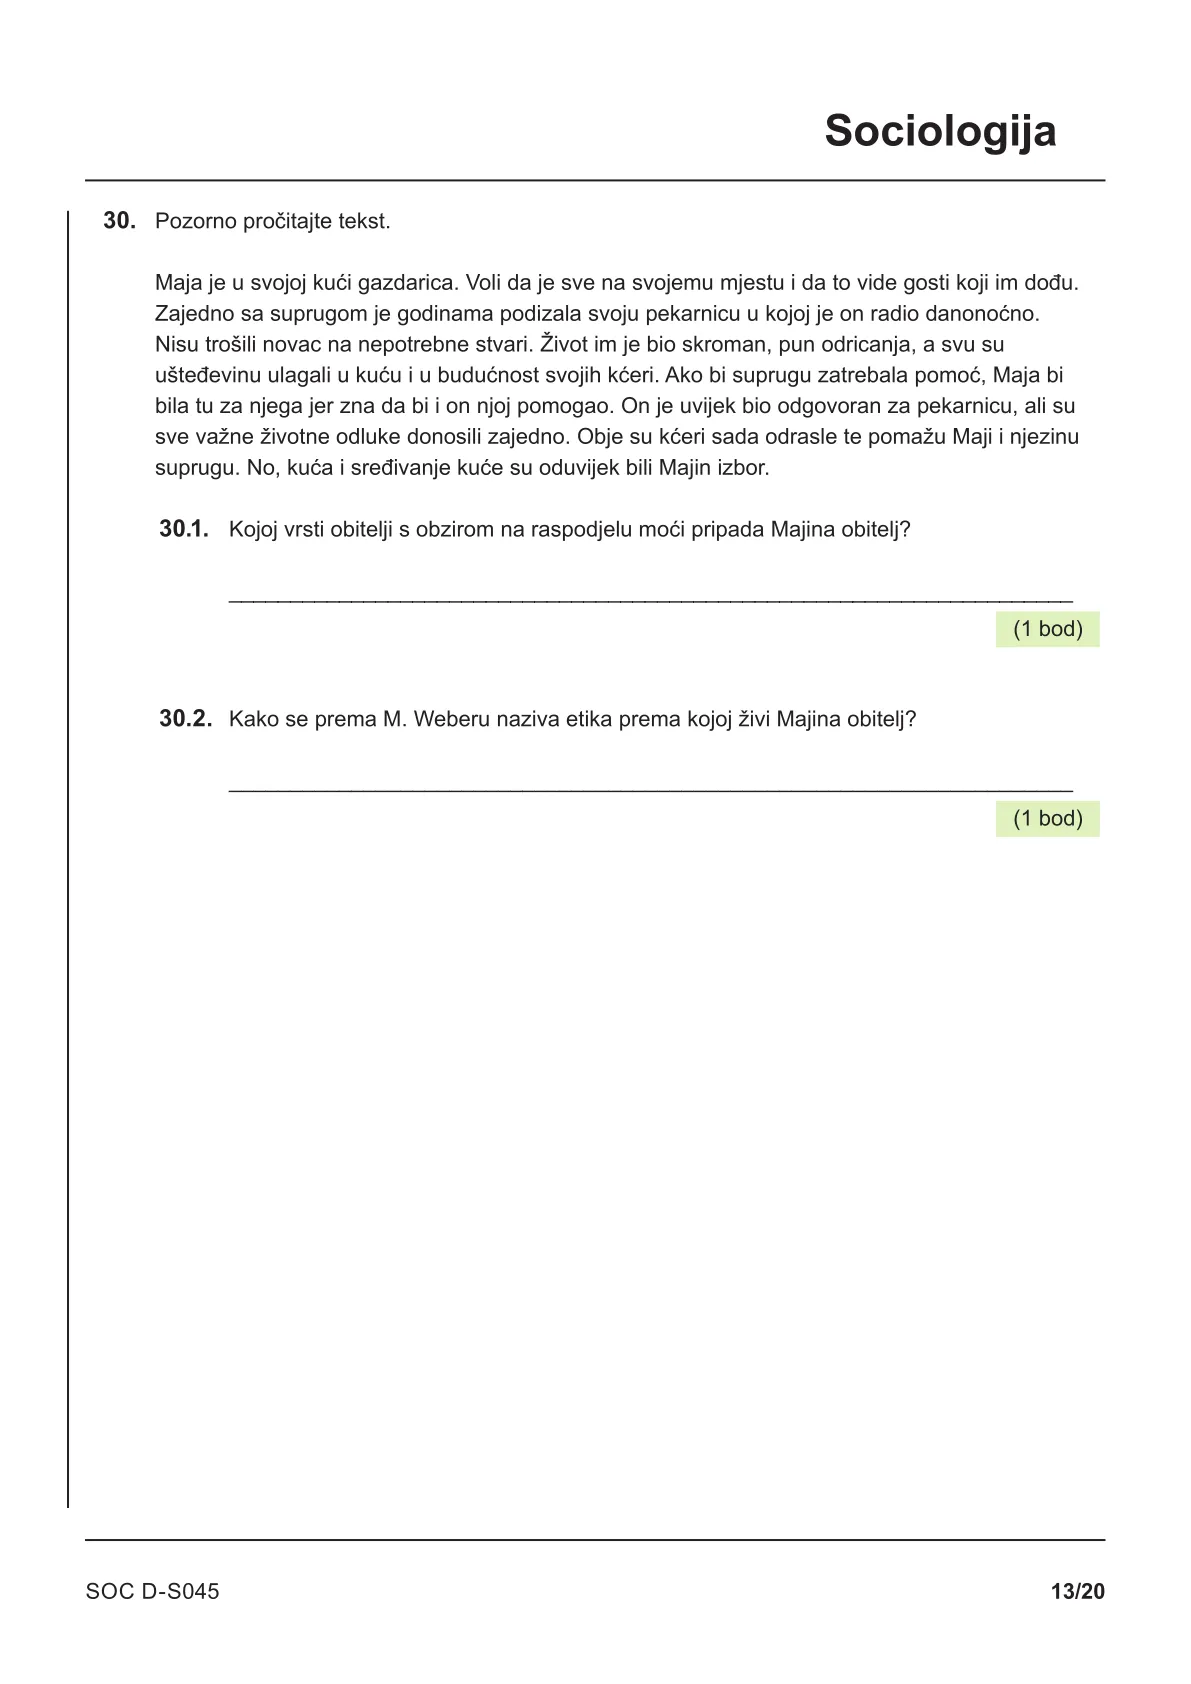 Sociologija
30. Pozorno pročitajte tekst.
Maja je u svojoj kući gazdarica. Voli da je sve na svojemu mjestu i da to vide gosti koji im dođu.
Zajedno sa suprugom je godinama podizala svoju pekarnicu u kojoj je on radio danonoćno.
Nisu trošili novac na nepotrebne stvari. Život im je bio skroman, pun odricanja, a svu su
ušteđevinu ulagali u kuću i u budućnost svojih kćeri. Ako bi suprugu zatrebala pomoć, Maja bi
bila tu za njega jer zna da bi i on njoj pomogao. On je uvijek bio odgovoran za pekarnicu, ali su
sve važne životne odluke donosili zajedno. Obje su kćeri sada odrasle te pomažu Maji i njezinu
suprugu. No, kuća i sređivanje kuće su oduvijek bili Majin izbor.
30.1. Kojoj vrsti obitelji s obzirom na raspodjelu moći pripada Majina obitelj?
(1 bod)
30.2. Kako se prema M. Weberu naziva etika prema kojoj živi Majina obitelj?
(1 bod)
SOC D-S045
13/20